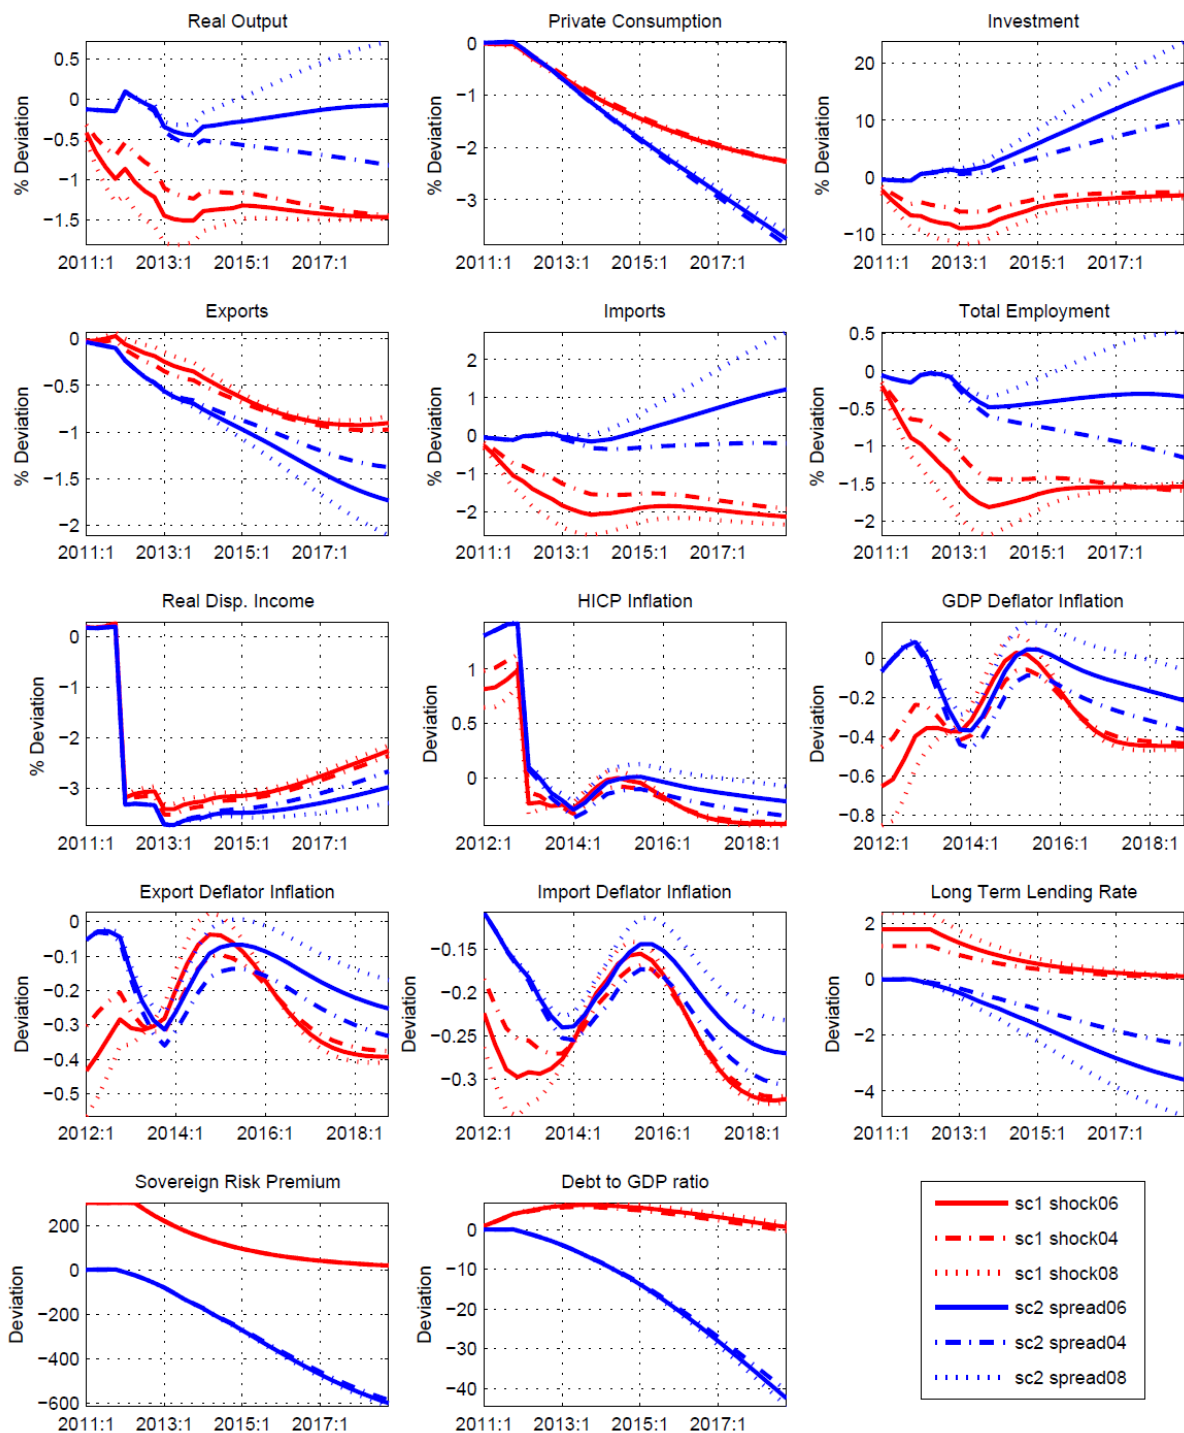 Real Output
Private Consumption
Investment
% Deviation
0.5
0
−0.5
−1
−1.5
2011:1 2013:1 2015:1 2017:1
% Deviation
0
−1
−2
−3
2011:1 2013:1 2015:1 2017:1
% Deviation
20
10
0
−10
2011:1 2013:1 2015:1 2017:1
Exports
Imports
Total Employment
% Deviation
0
−0.5
−1
−1.5
−2
2011:1 2013:1 2015:1 2017:1
% Deviation
2
1
0
−1
−2
2011:1 2013:1 2015:1 2017:1
% Deviation
0.5
0
−0.5
−1
−1.5
−2
2011:1 2013:1 2015:1 2017:1
Real Disp. Income
HICP Inflation
GDP Deflator Inflation
% Deviation
0
−1
−2
−3
2011:1 2013:1 2015:1 2017:1
Deviation
1
0.5
0
2012:1 2014:1 2016:1 2018:1
Deviation
0
−0.2
−0.4
−0.6
−0.8
2012:1 2014:1 2016:1 2018:1
Export Deflator Inflation
Import Deflator Inflation
Long Term Lending Rate
Deviation
0
−0.1
−0.2
−0.3
−0.4
−0.5
2012:1 2014:1 2016:1 2018:1
Deviation
−0.15
−0.2
−0.25
−0.3
2012:1 2014:1 2016:1 2018:1
Deviation
2
0
−2
−4
2011:1 2013:1 2015:1 2017:1
Sovereign Risk Premium
Debt to GDP ratio
Deviation
200
0
−200
−400
−600
2011:1 2013:1 2015:1 2017:1
Deviation
0
−10
−20
−30
−40
2011:1 2013:1 2015:1 2017:1
sc1 shock06
sc1 shock04
sc1 shock08
sc2 spread06
sc2 spread04
sc2 spread08